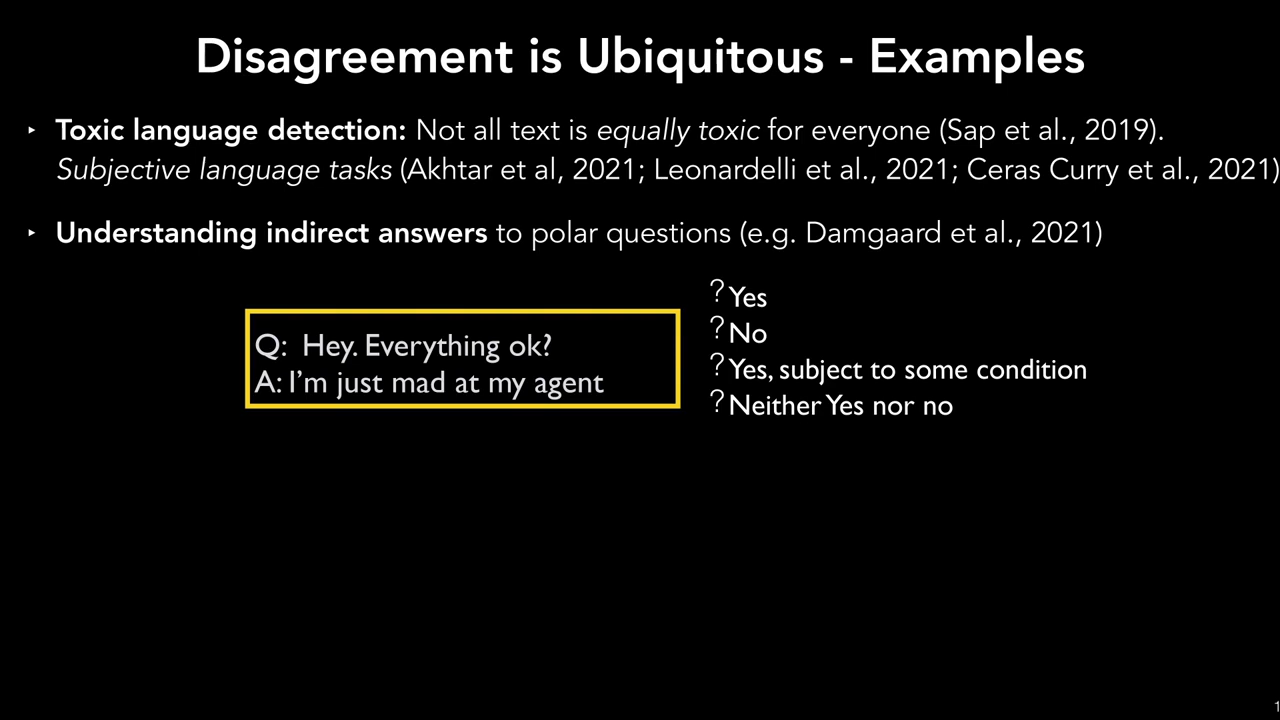 Disagreement is Ubiquitous - Examples
‣ Toxic language detection: Not all text is equally toxic for everyone (Sap et al., 2019).
Subjective language tasks (Akhtar et al, 2021; Leonardelli et al., 2021; Ceras Curry et al., 2021)
‣ Understanding indirect answers to polar questions (e.g. Damgaard et al., 2021)
Q: Hey. Everything ok?
A: I'm just mad at my agent
? Yes
? No
? Yes, subject to some condition
? Neither Yes nor no